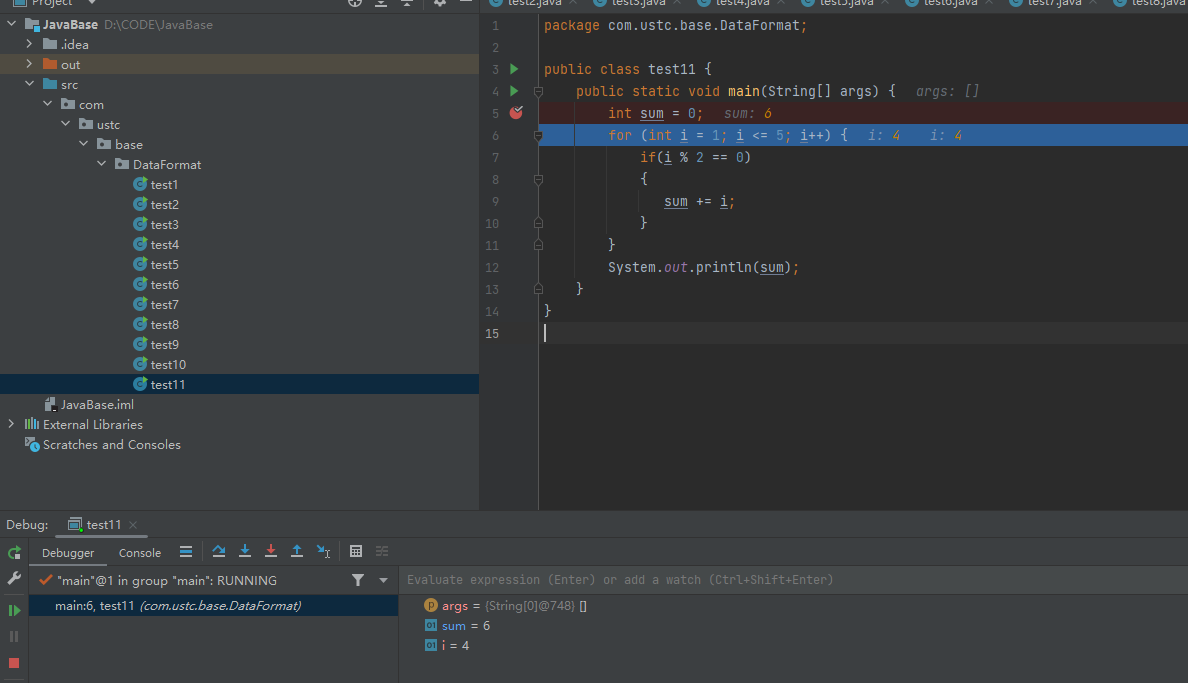 Project
test2.java test3.java test4.java test5.java test6.java test7.java test8.java
JavaBase D:\CODE\JavaBase
.idea
out
src
com
ustc
base
DataFormat
test1
test2
test3
test4
test5
test6
test7
test8
test9
test10
test11
JavaBase.iml
External Libraries
Scratches and Consoles
1 package com.ustc.base.DataFormat;
2
3 public class test11 {
4 public static void main(String[] args) { args: []
5 int sum = 0; sum: 6
6 for (int i = 1; i <= 5; i++) { i: 4 i: 4
7 if(i % 2 == 0)
8 {
9 sum += i;
10 }
11 }
12 System.out.println(sum);
13 }
14 }
15
Debug: test11
Debugger Console
"main"@1 in group "main": RUNNING
main:6, test11 (com.ustc.base.DataFormat)
Evaluate expression (Enter) or add a watch (Ctrl+Shift+Enter)
args = {String[0]@748} []
sum = 6
i = 4